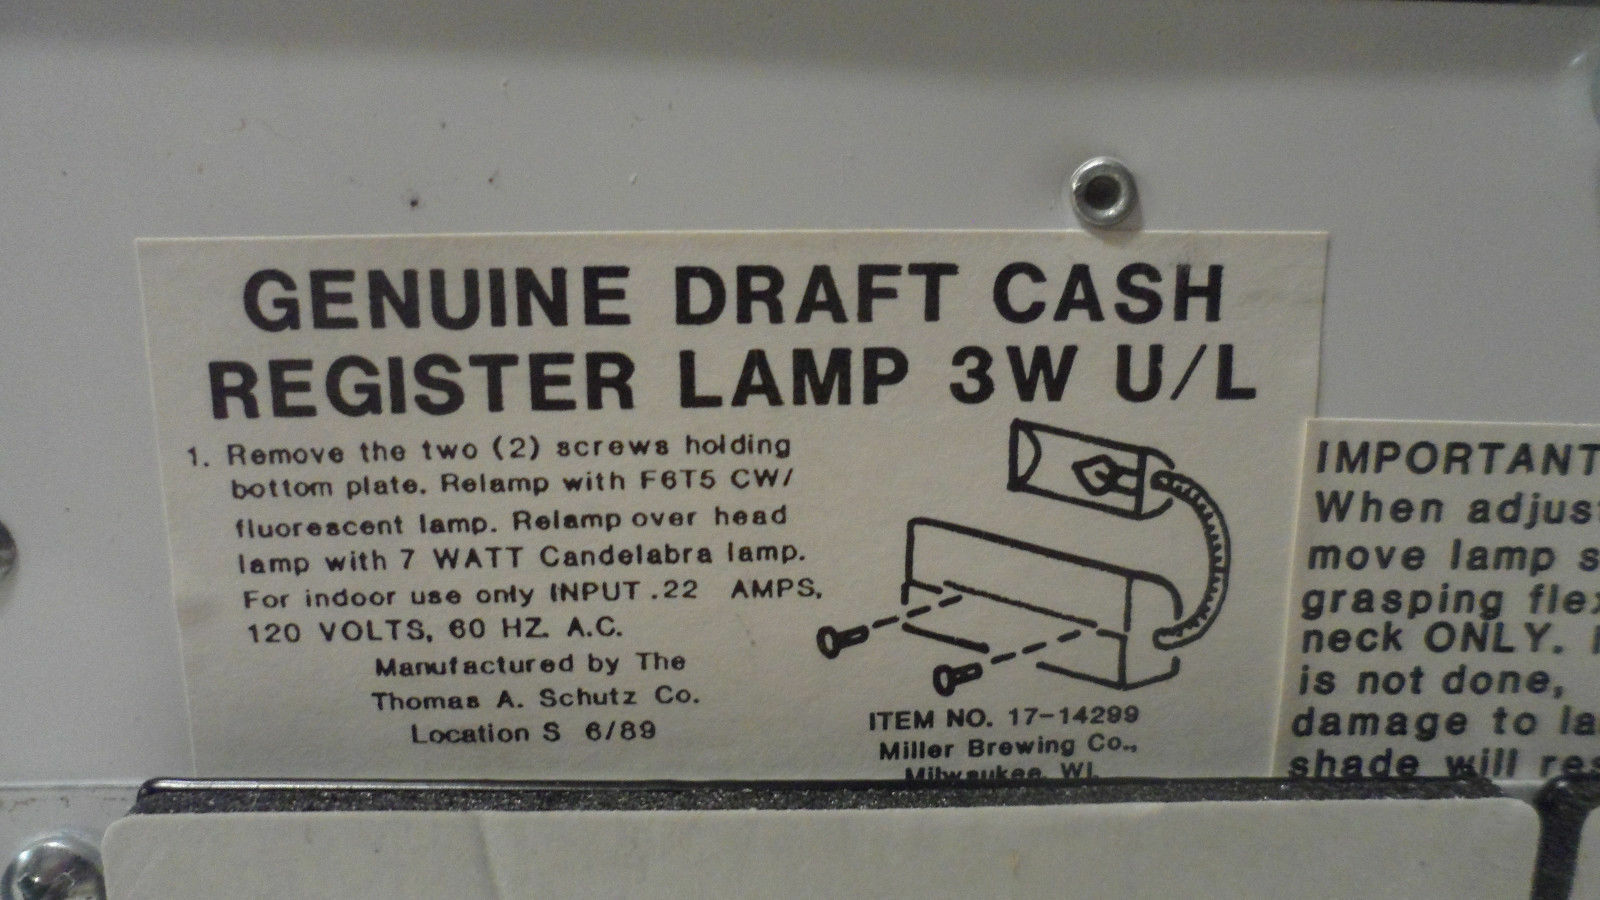 GENUINE DRAFT CASH
REGISTER LAMP 3W U/L
1. Remove the two (2) screws holding
bottom plate. Relamp with F6T5 CW/
fluorescent lamp. Relamp over head
lamp with 7 WATT Candelabra lamp.
For indoor use only INPUT .22 AMPS,
120 VOLTS, 60 HZ. A.C.
Manufactured by The
Thomas A. Schutz Co.
Location S 6/89
ITEM NO. 17-14299
Miller Brewing Co.,
Milwaukee, WI.
IMPORTANT
When adjus
move lamp s
grasping fle
neck ONLY.
is not done,
damage to la
shade will res